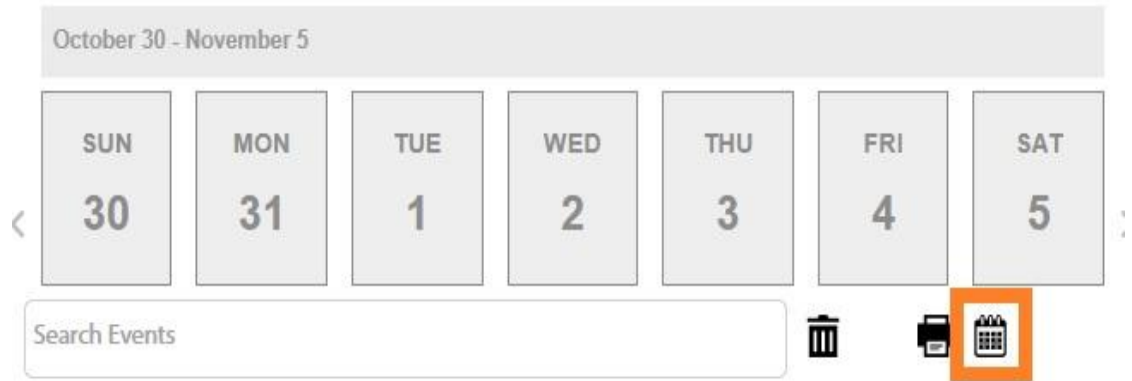 October 30 - November 5
SUN MON TUE WED THU FRI SAT
30 31 1 2 3 4 5
Search Events